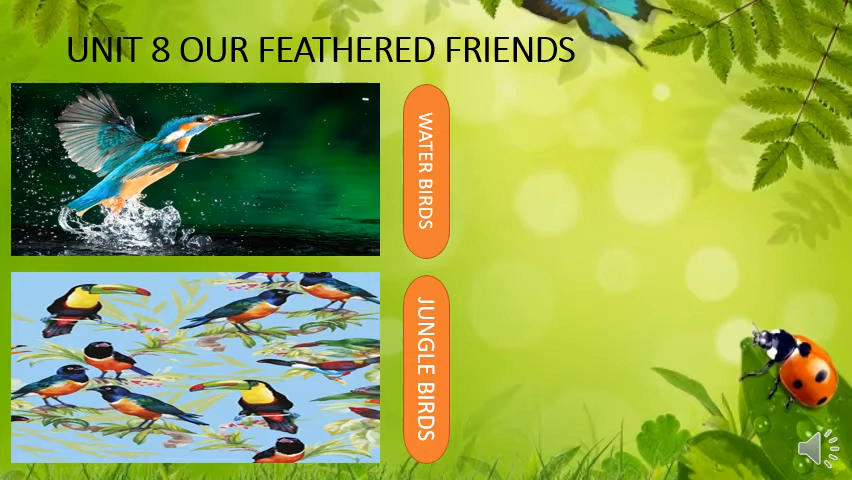 UNIT 8 OUR FEATHERED FRIENDS
WATER BIRDS
JUNGLE BIRDS